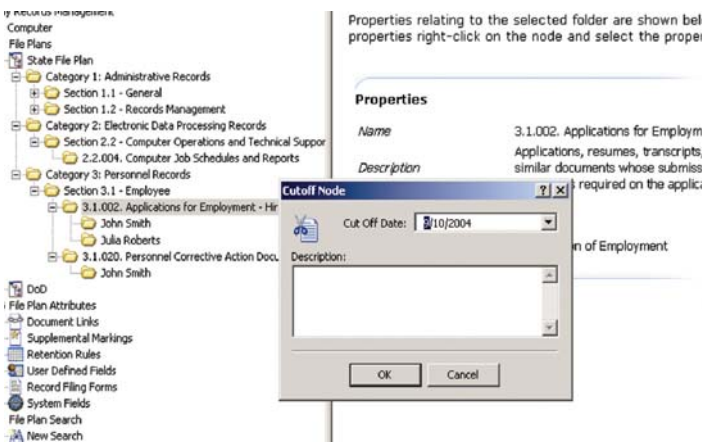 My Records Management
Computer
File Plans
State File Plan
Category 1: Administrative Records
Section 1.1 - General
Section 1.2 - Records Management
Category 2: Electronic Data Processing Records
Section 2.2 - Computer Operations and Technical Suppor
2.2.004. Computer Job Schedules and Reports
Category 3: Personnel Records
Section 3.1 - Employee
3.1.002. Applications for Employment - Hir
John Smith
Julia Roberts
3.1.020. Personnel Corrective Action Docu
John Smith
DoD
File Plan Attributes
Document Links
Supplemental Markings
Retention Rules
User Defined Fields
Record Filing Forms
System Fields
File Plan Search
New Search
Properties relating to the selected folder are shown bel
properties right-click on the node and select the proper
Properties
Name
3.1.002. Applications for Employm
Description
Applications, resumes, transcripts,
similar documents whose submiss
required on the applica
n of Employment
Cutoff Node
Cut Off Date:
/10/2004
Description:
OK
Cancel